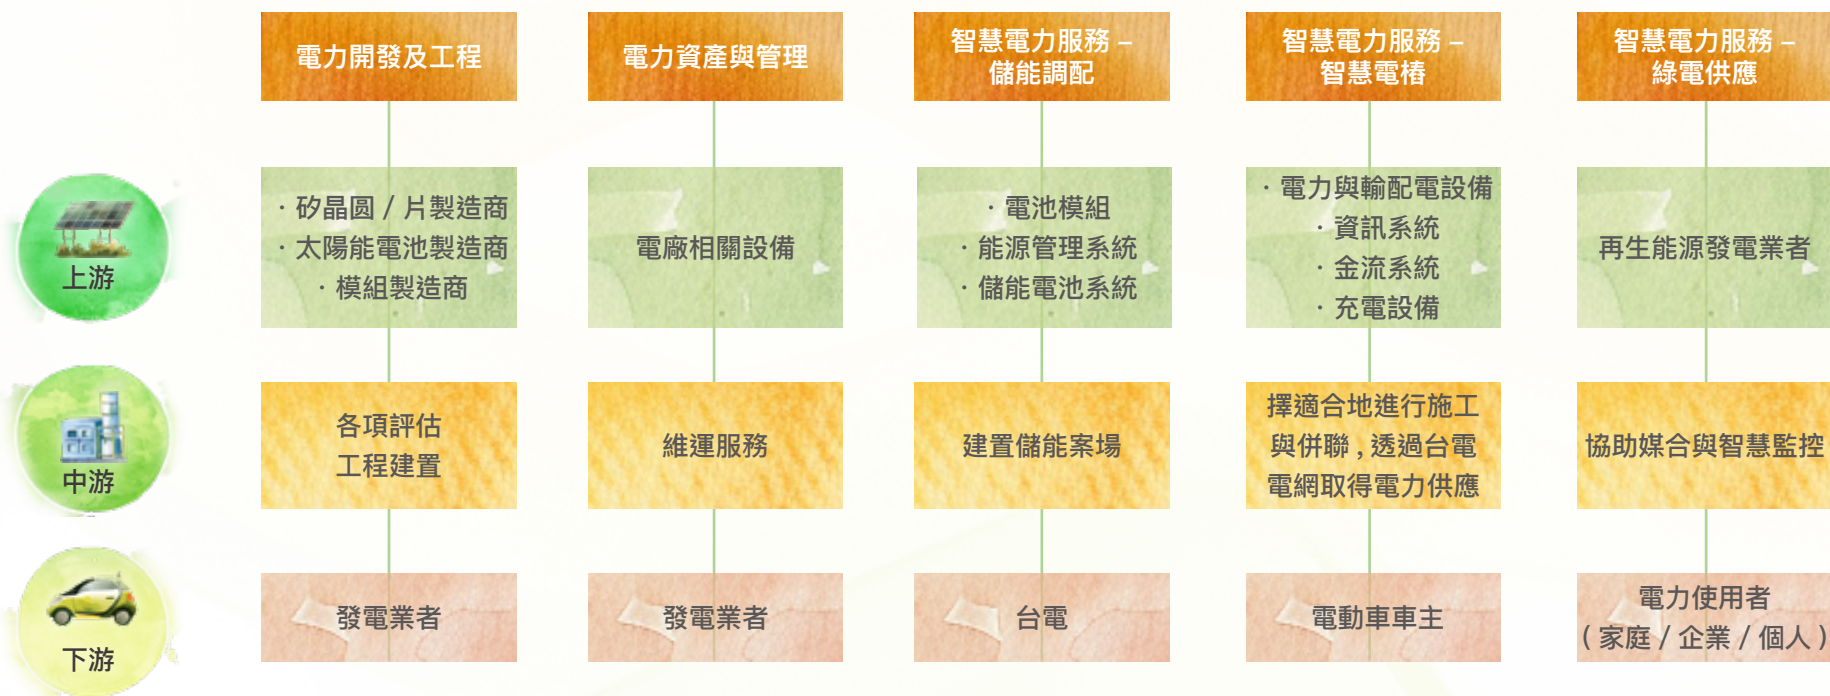 電力開發及工程
電力資產與管理
智慧電力服務 –
儲能調配
智慧電力服務 –
智慧電樁
智慧電力服務 –
綠電供應
上游
· 矽晶圓 / 片製造商
· 太陽能電池製造商
· 模組製造商
電廠相關設備
· 電池模組
· 能源管理系統
· 儲能電池系統
· 電力與輸配電設備
· 資訊系統
· 金流系統
· 充電設備
再生能源發電業者
中游
各項評估
工程建置
維運服務
建置儲能案場
擇適合地進行施工
與併聯 , 透過台電
電網取得電力供應
協助媒合與智慧監控
下游
發電業者
發電業者
台電
電動車車主
電力使用者
( 家庭 / 企業 / 個人 )